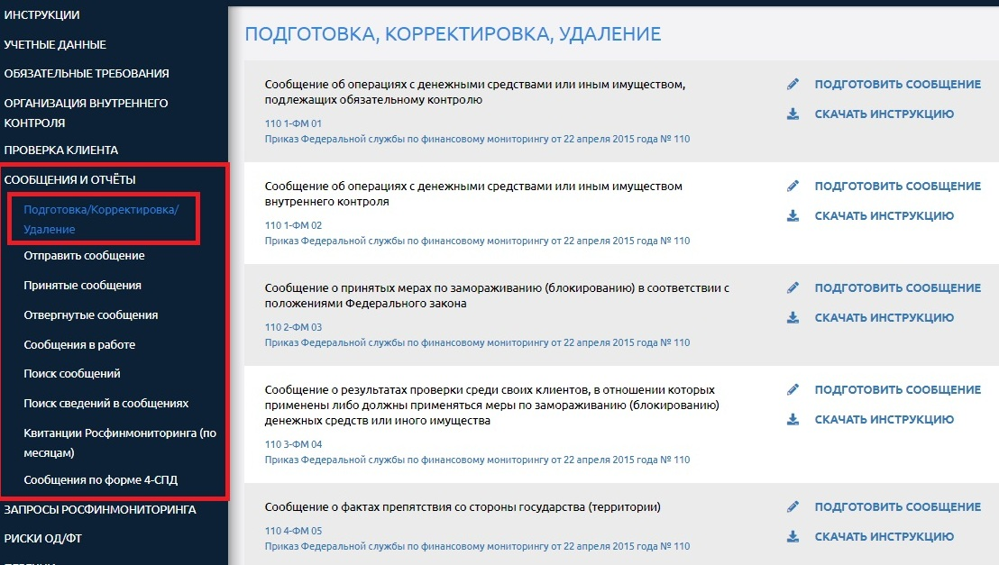 ИНСТРУКЦИИ
УЧЕТНЫЕ ДАННЫЕ
ОБЯЗАТЕЛЬНЫЕ ТРЕБОВАНИЯ
ОРГАНИЗАЦИЯ ВНУТРЕННЕГО
КОНТРОЛЯ
ПРОВЕРКА КЛИЕНТА
СООБЩЕНИЯ И ОТЧЁТЫ
Подготовка/Корректировка/
Удаление
Отправить сообщение
Принятые сообщения
Отвергнутые сообщения
Сообщения в работе
Поиск сообщений
Поиск сведений в сообщениях
Квитанции Росфинмониторинга (по
месяцам)
Сообщения по форме 4-СПД
ЗАПРОСЫ РОСФИНМОНИТОРИНГА
РИСКИ ОД/ФТ
ПОДГОТОВКА, КОРРЕКТИРОВКА, УДАЛЕНИЕ
Сообщение об операциях с денежными средствами или иным имуществом,
подлежащих обязательному контролю
110 1-ФМ 01
Приказ Федеральной службы по финансовому мониторингу от 22 апреля 2015 года № 110
ПОДГОТОВИТЬ СООБЩЕНИЕ
СКАЧАТЬ ИНСТРУКЦИЮ
Сообщение об операциях с денежными средствами или иным имуществом
внутреннего контроля
110 1-ФМ 02
Приказ Федеральной службы по финансовому мониторингу от 22 апреля 2015 года № 110
ПОДГОТОВИТЬ СООБЩЕНИЕ
СКАЧАТЬ ИНСТРУКЦИЮ
Сообщение о принятых мерах по замораживанию (блокированию) в соответствии с
положениями Федерального закона
110 2-ФМ 03
Приказ Федеральной службы по финансовому мониторингу от 22 апреля 2015 года № 110
ПОДГОТОВИТЬ СООБЩЕНИЕ
СКАЧАТЬ ИНСТРУКЦИЮ
Сообщение о результатах проверки среди своих клиентов, в отношении которых
применены либо должны применяться меры по замораживанию (блокированию)
денежных средств или иного имущества
110 3-ФМ 04
Приказ Федеральной службы по финансовому мониторингу от 22 апреля 2015 года № 110
ПОДГОТОВИТЬ СООБЩЕНИЕ
СКАЧАТЬ ИНСТРУКЦИЮ
Сообщение о фактах препятствия со стороны государства (территории)
110 4-ФМ 05
Приказ Федеральной службы по финансовому мониторингу от 22 апреля 2015 года № 110
ПОДГОТОВИТЬ СООБЩЕНИЕ
СКАЧАТЬ ИНСТРУКЦИЮ